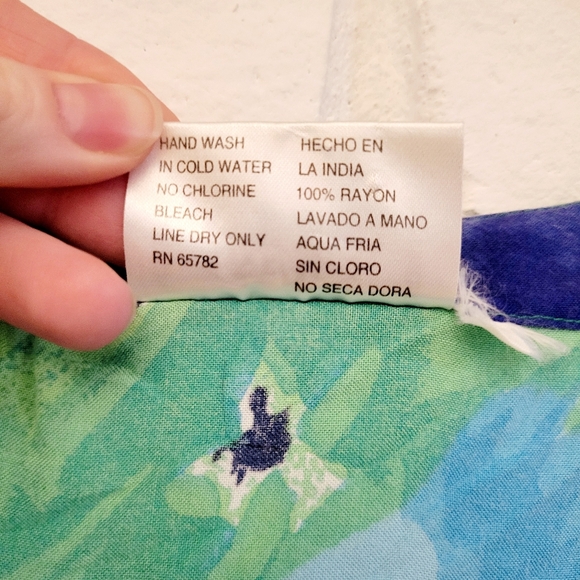 HAND WASH
IN COLD WATER
NO CHLORINE
BLEACH
LINE DRY ONLY
RN 65782
HECHO EN
LA INDIA
100% RAYON
LAVADO A MANO
AQUA FRIA
SIN CLORO
NO SECA DORA